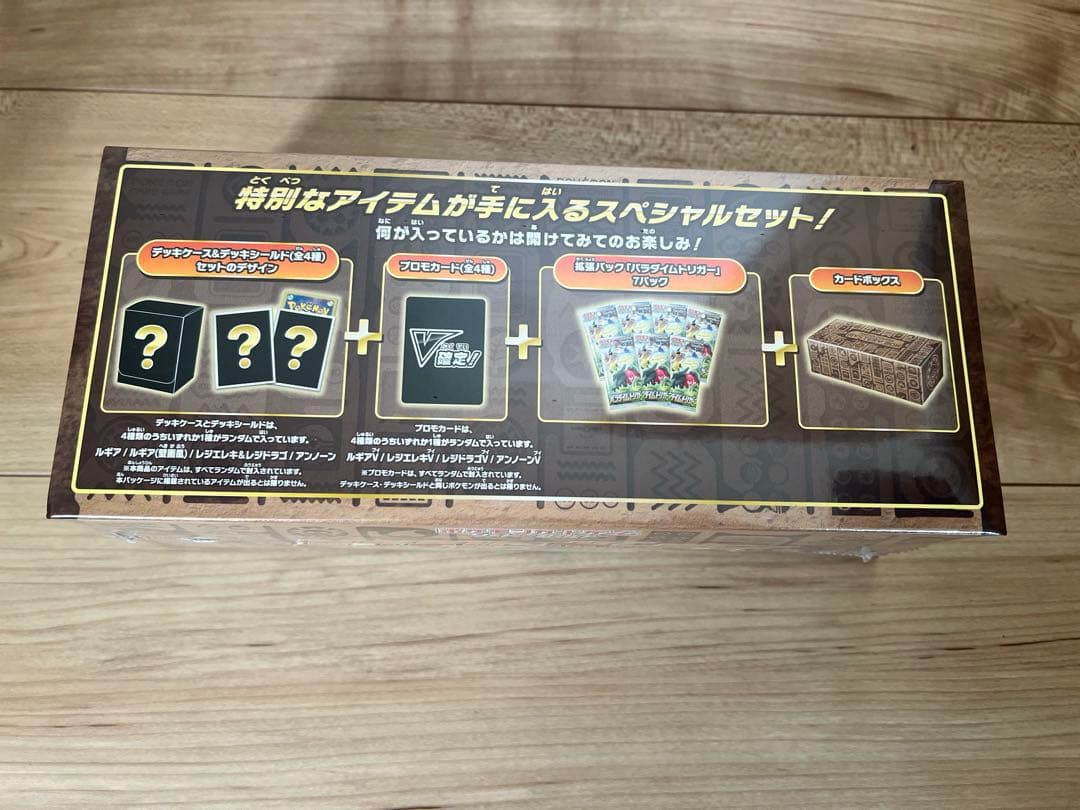 特別なアイテムが手に入るスペシャルセット!
何が入っているかは開けてみてのお楽しみ!
デッキケース&デッキシールド(全4種)
セットのデザイン
?
? ?
Pokémon
デッキケースとデッキシールドは、
4種類のうちいずれか1種がランダムで入っています。
ルギア / ルギア(壁画風) / レジエレキ&レジドラゴ / アンノーン
※本商品のアイテムは、すべてランダムで封入されています。
本パッケージに掲載されているアイテムが出るとは限りません。
+
プロモカード(全4種)
V
確定!!
プロモカードは、
4種類のうちいずれか1種がランダムで入っています。
ルギアV / レジエレキV / レジドラゴV / アンノーンV
※プロモカードは、すべてランダムで封入されています。
デッキケース・デッキシールドと同じポケモンが出るとは限りません。
+
拡張パック「パラダイムトリガー」
7パック
+
カードボックス